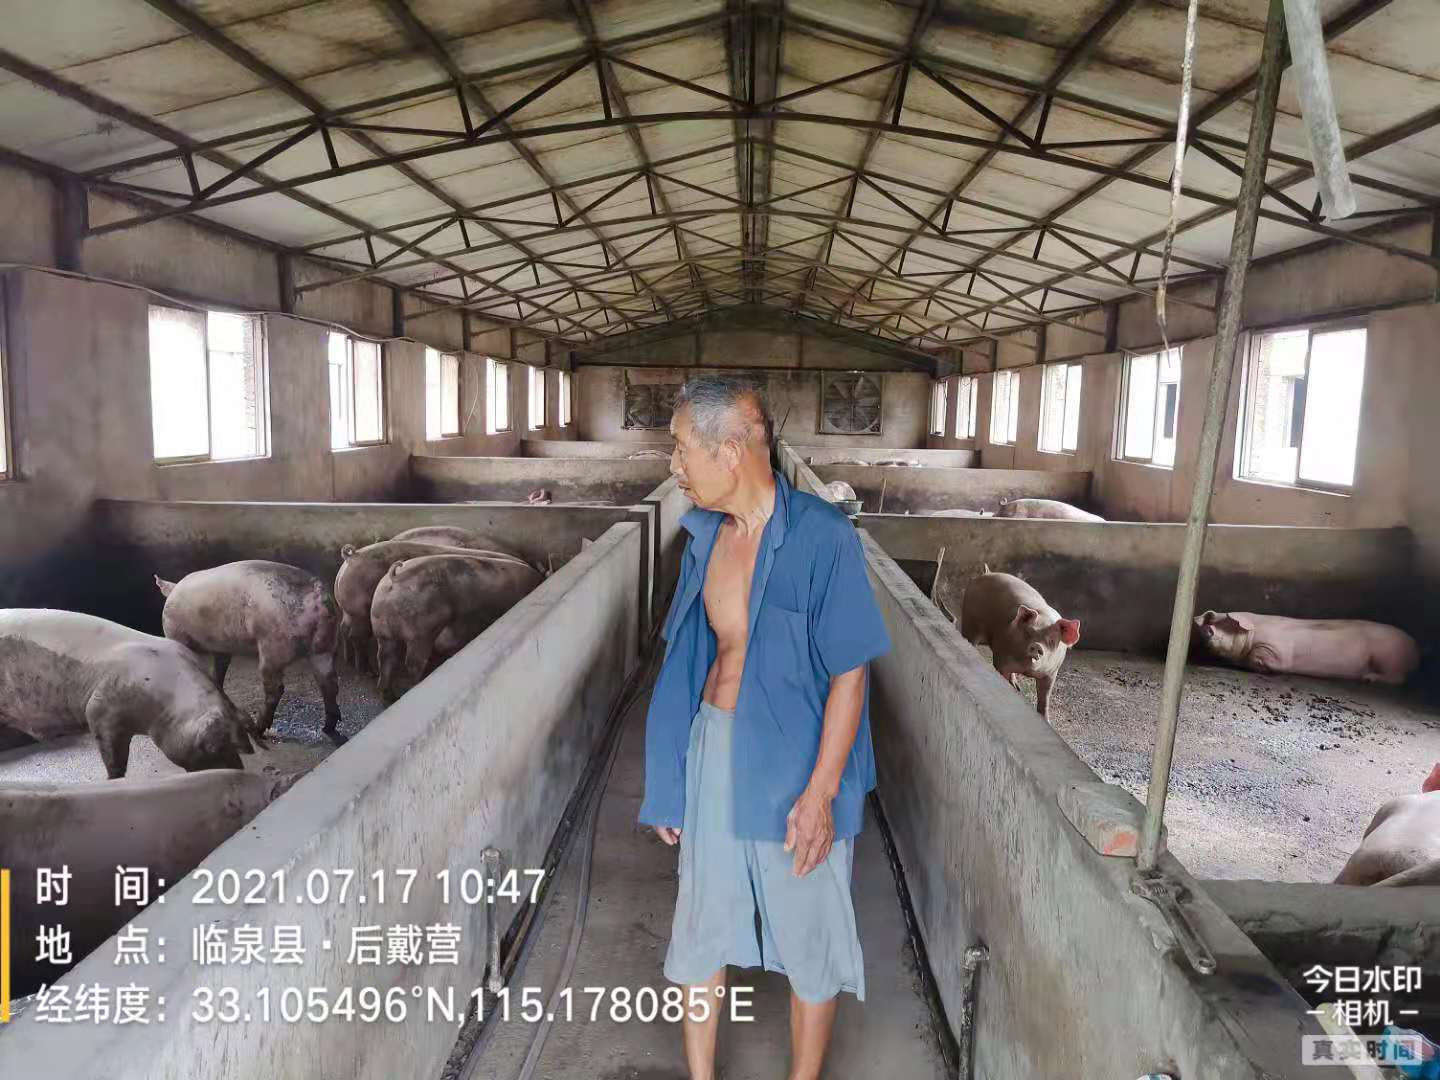 时 间：2021.07.17 10:47
地 点：临泉县·后戴营
经纬度：33.105496°N,115.178085°E
今日水印
-相机-
真实时间